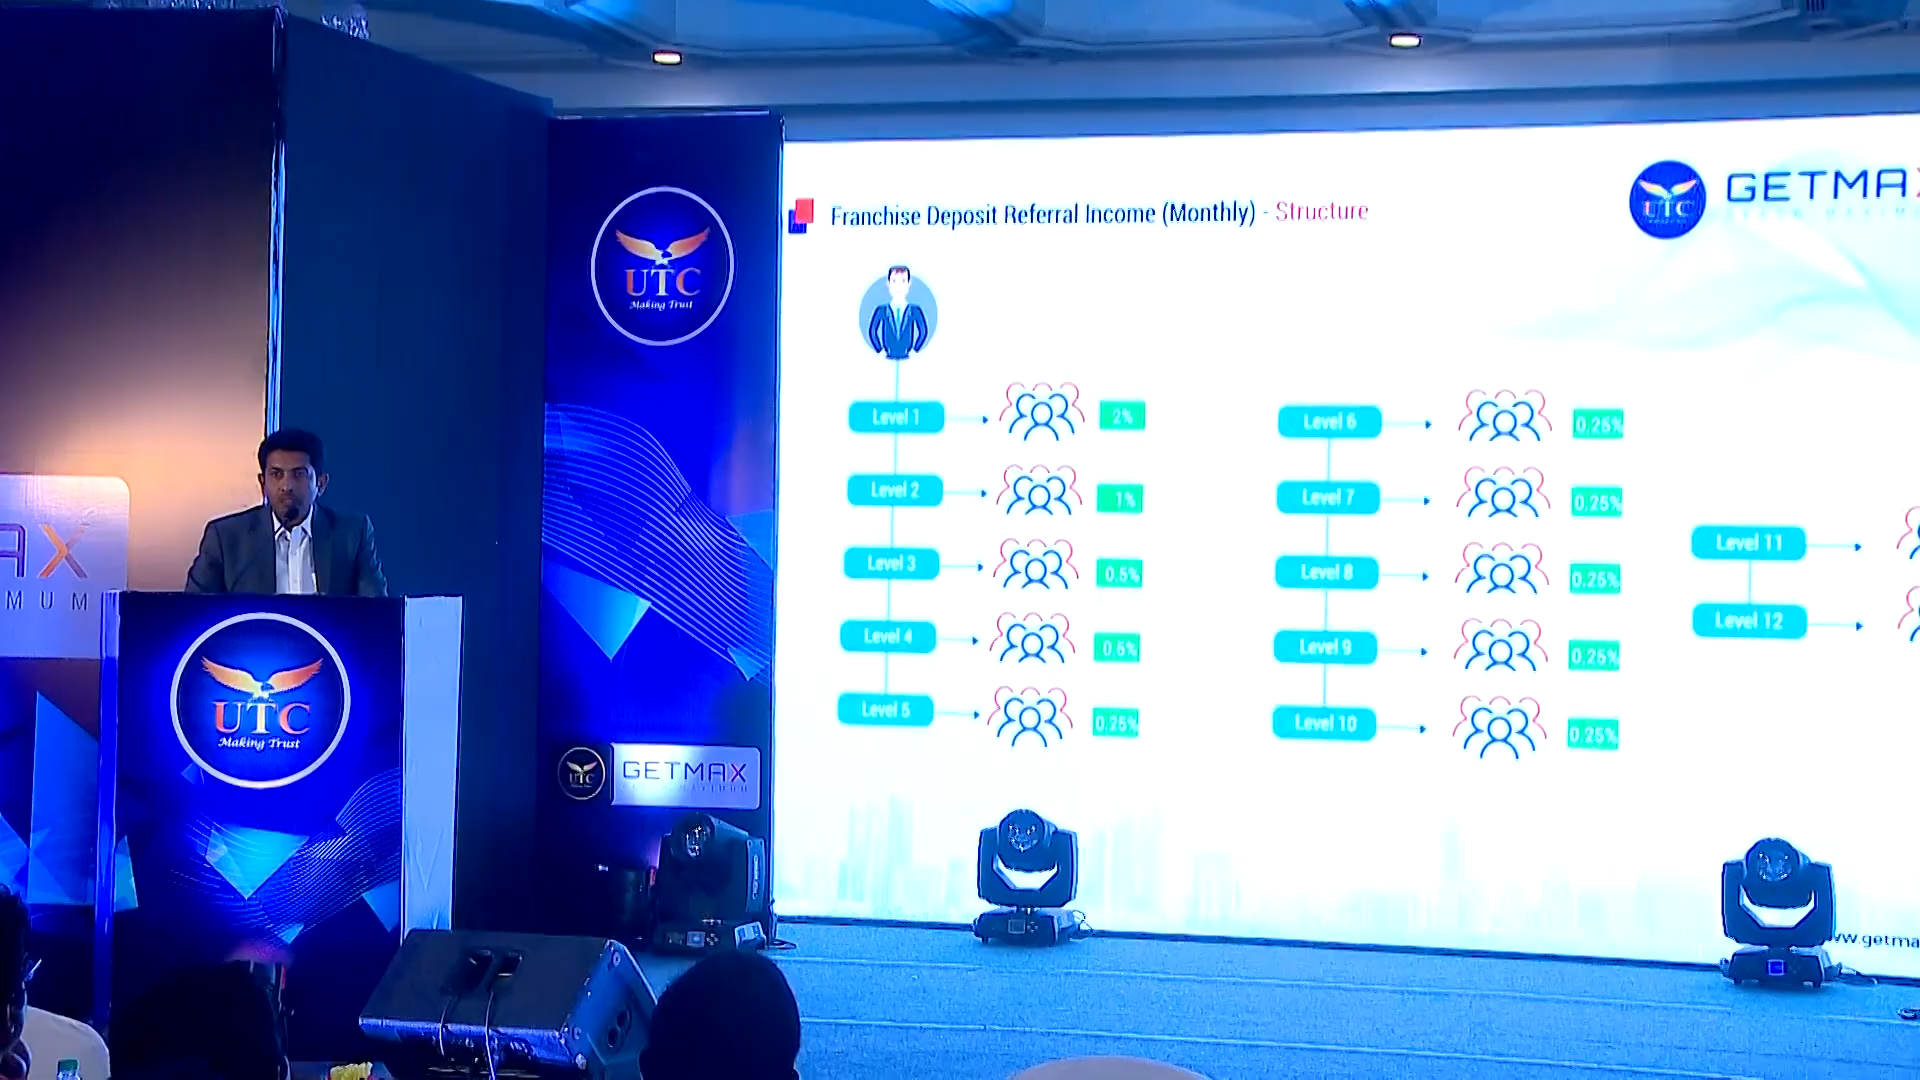 Franchise Deposit Referral Income (Monthly) - Structure
UTC
GETMAX
Level 1
2%
Level 2
1%
Level 3
0.5%
Level 4
0.5%
Level 5
0.25%
Level 6
0.25%
Level 7
0.25%
Level 8
0.25%
Level 9
0.25%
Level 10
0.25%
Level 11
Level 12
www.getma
UTC
Making Trust
UTC
GETMAX
AX
MUM
UTC
Making Trust